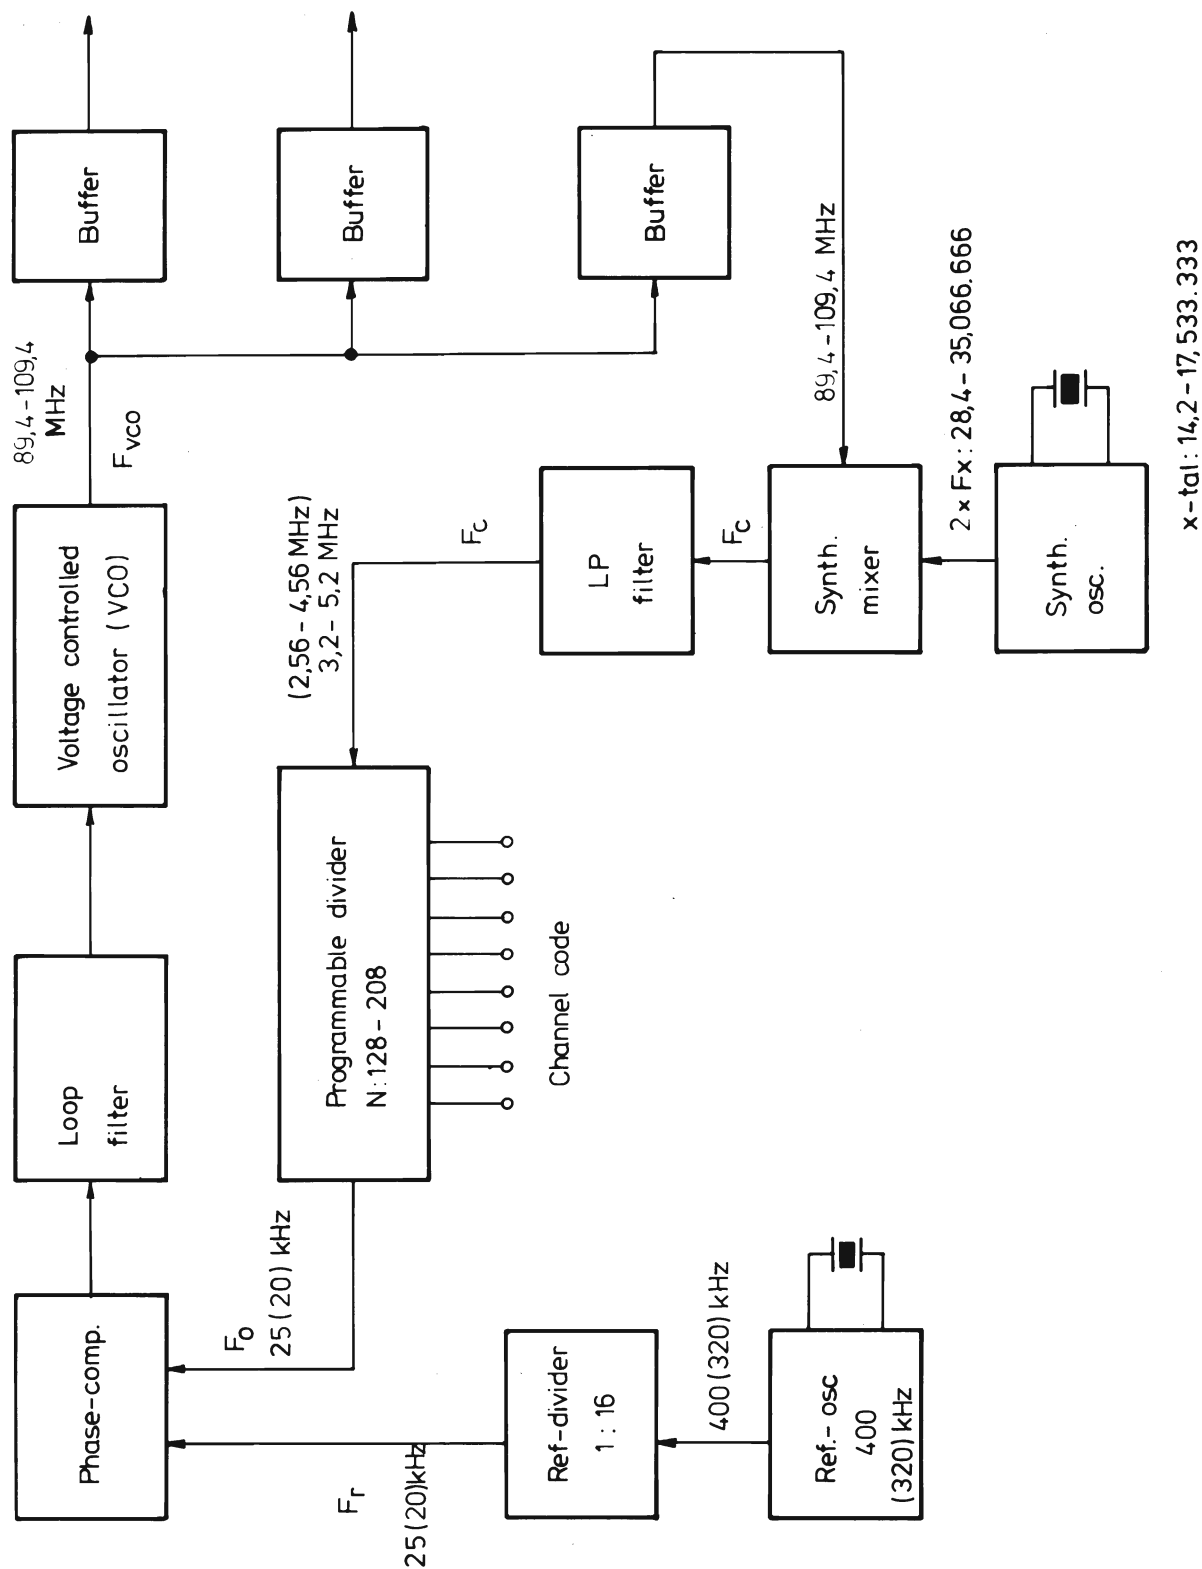 Phase-comp.
Loop
filter
Voltage controlled
oscillator (VCO)
89,4-109,4
MHz
F_VCO
Buffer
Buffer
Buffer
F_O
25(20) kHz
F_r
25(20)kHz
Programmable divider
N:128-208
Channel code
(2,56-4,56 MHz)
3,2-5,2 MHz
F_C
LP
filter
F_C
89,4-109,4 MHz
Synth.
mixer
2 x Fx: 28,4-35,066.666
Synth.
osc.
x-tal: 14,2-17,533.333
Ref-divider
1:16
400(320) kHz
Ref.-osc
400
(320) kHz